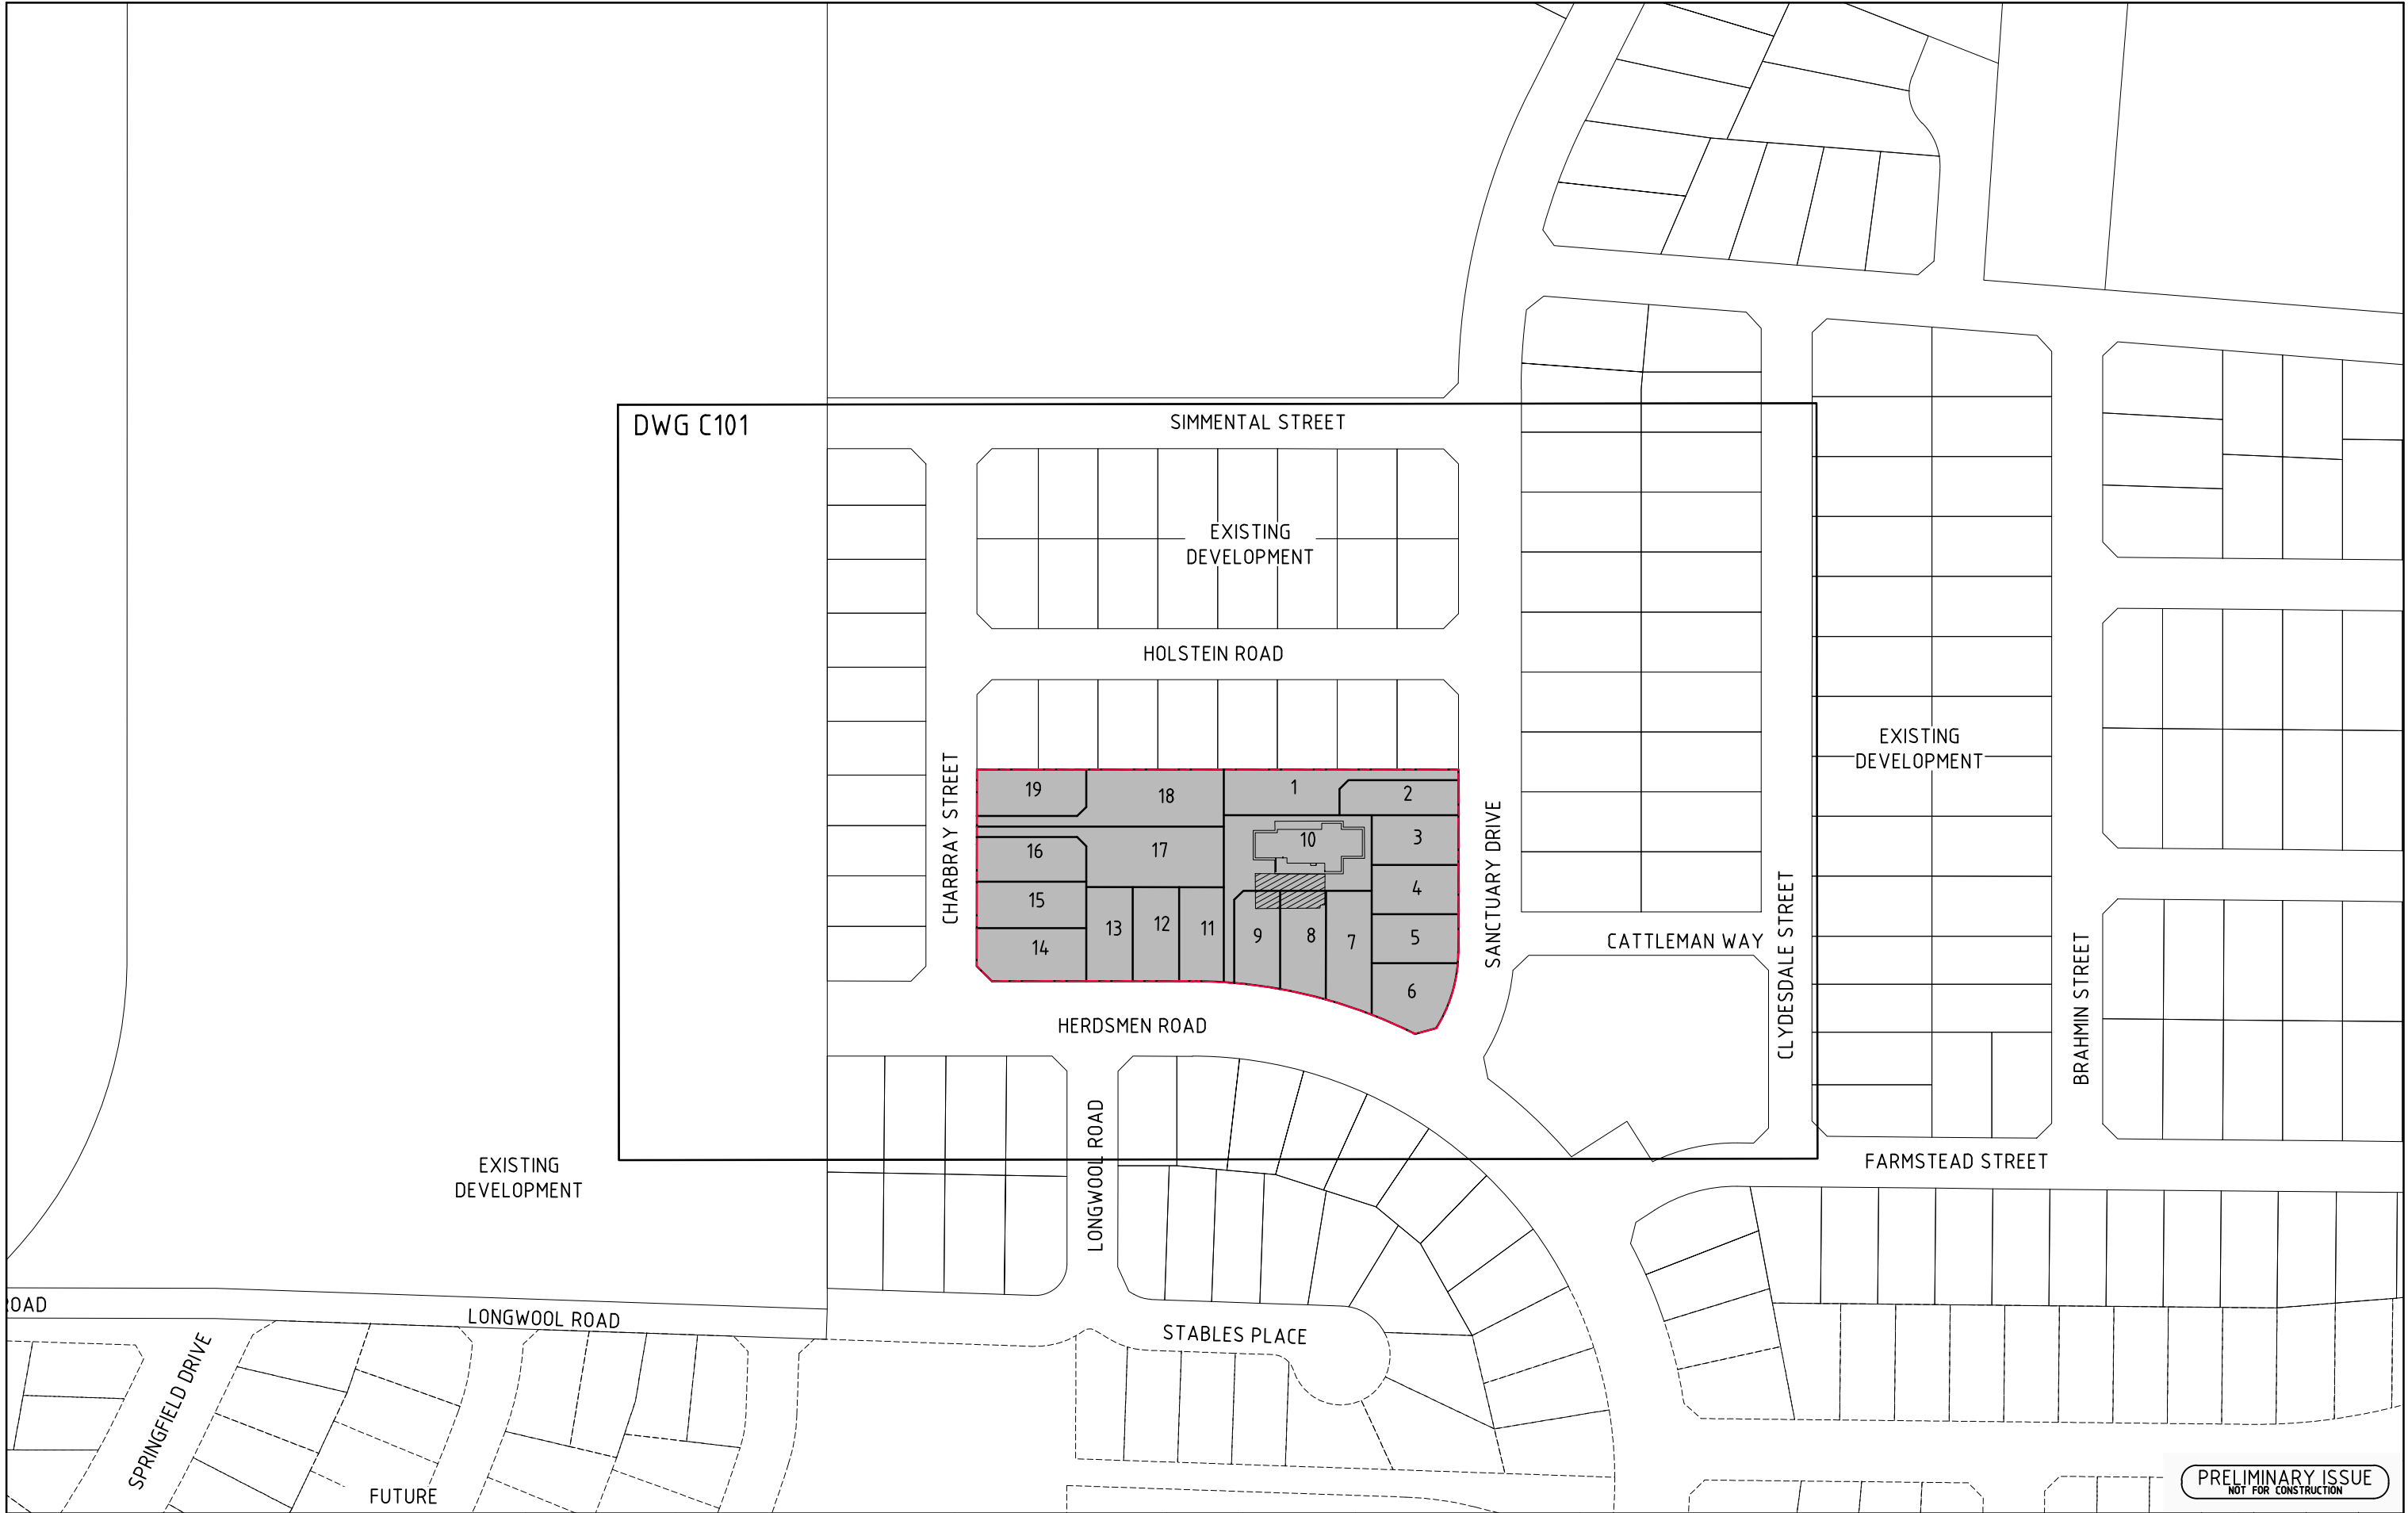 DWG C101
SIMMENTAL STREET
EXISTING
DEVELOPMENT
HOLSTEIN ROAD
EXISTING
DEVELOPMENT
CHARBRAY STREET
SANCTUARY DRIVE
CLYDESDALE STREET
BRAHMIN STREET
19
18
1
2
3
10
16
17
4
15
14
13
12
11
9
8
7
5
6
CATTLEMAN WAY
HERDSMEN ROAD
LONGWOOL ROAD
EXISTING
DEVELOPMENT
FARMSTEAD STREET
ROAD
LONGWOOL ROAD
STABLES PLACE
SPRINGFIELD DRIVE
FUTURE
PRELIMINARY ISSUE
NOT FOR CONSTRUCTION